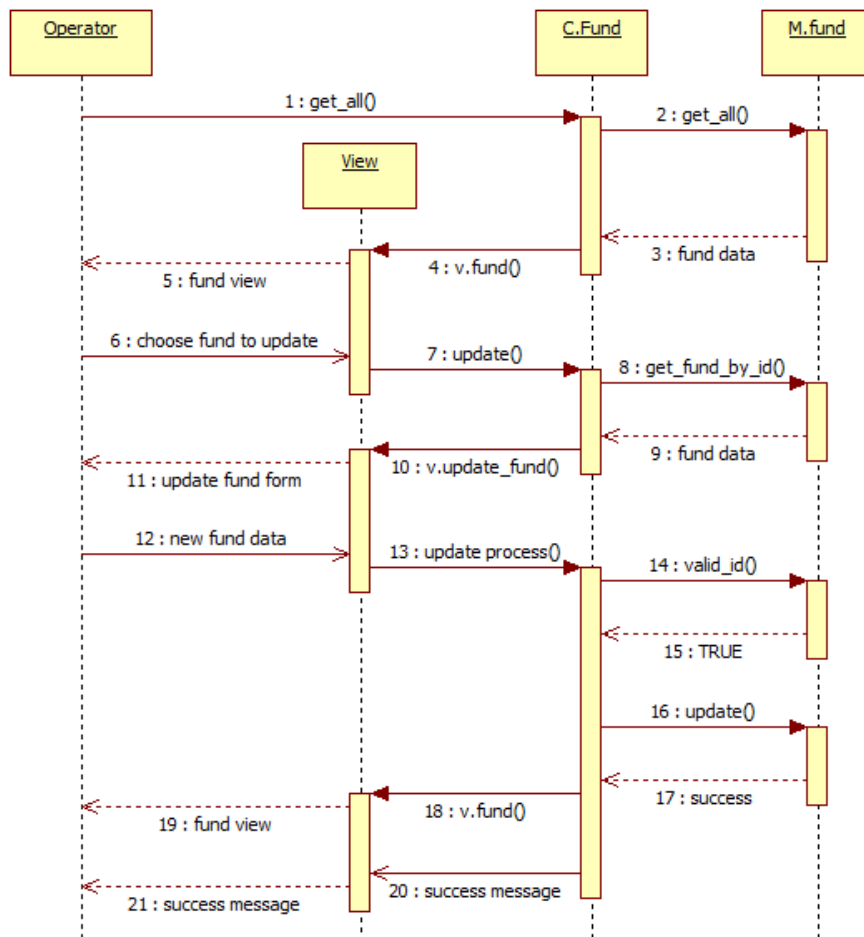 Operator
C.Fund
M.fund
1 : get_all()
2 : get_all()
View
3 : fund data
4 : v.fund()
5 : fund view
6 : choose fund to update
7 : update()
8 : get_fund_by_id()
9 : fund data
10 : v.update_fund()
11 : update fund form
12 : new fund data
13 : update process()
14 : valid_id()
15 : TRUE
16 : update()
17 : success
18 : v.fund()
19 : fund view
20 : success message
21 : success message